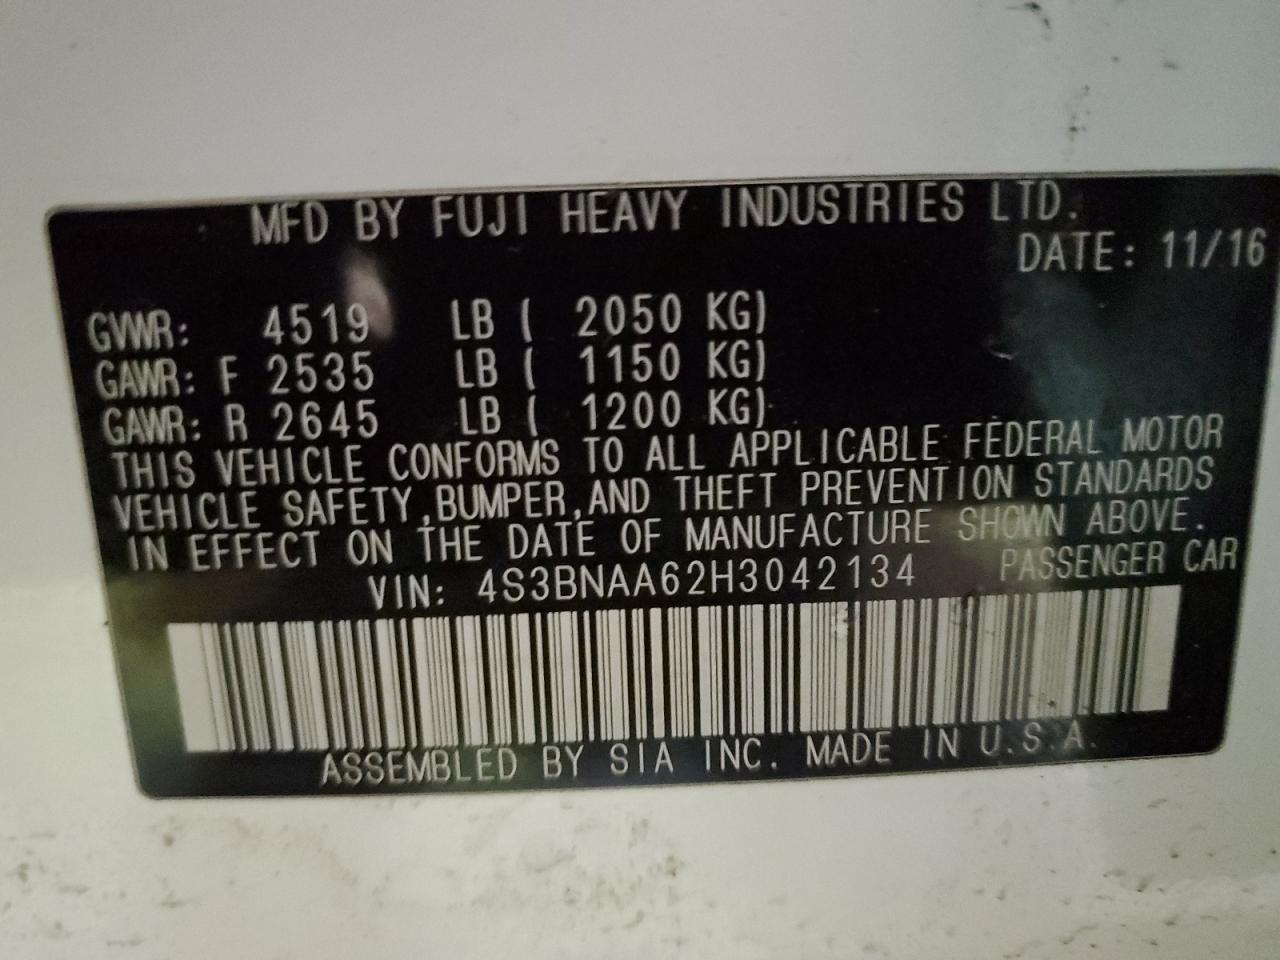 MFD BY FUJI HEAVY INDUSTRIES LTD.
DATE: 11/16
GVWR: 4519 LB ( 2050 KG)
GAWR: F 2535 LB ( 1150 KG)
GAWR: R 2645 LB ( 1200 KG)
THIS VEHICLE CONFORMS TO ALL APPLICABLE FEDERAL MOTOR
VEHICLE SAFETY,BUMPER,AND THEFT PREVENTION STANDARDS
IN EFFECT ON THE DATE OF MANUFACTURE SHOWN ABOVE.
VIN: 4S3BNAA62H3042134 PASSENGER CAR
ASSEMBLED BY SIA INC. MADE IN U.S.A.